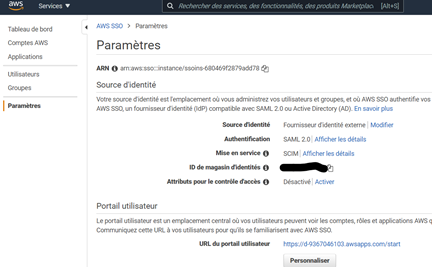 aws Services Rechercher des services, des fonctionnalités, des produits Marketplac [Alt+S]
Tableau de bord
Comptes AWS
Applications
Utilisateurs
Groupes
Paramètres
AWS SSO > Paramètres
Paramètres
ARN arn:aws:sso:::instance/ssoins-680469f2879add78
Source d'identité
Votre source d'identité est l'emplacement où vous administrez vos utilisateurs et groupes, et où AWS SSO authentifie vos
AWS SSO, un fournisseur d'identité (IdP) compatible avec SAML 2.0 ou Active Directory (AD). En savoir plus
Source d'identité Fournisseur d'identité externe | Modifier
Authentification SAML 2.0 | Afficher les détails
Mise en service SCIM | Afficher les détails
ID de magasin d'identités
Attributs pour le contrôle d'accès Désactivé | Activer
Portail utilisateur
Le portail utilisateur est un emplacement central où vos utilisateurs peuvent voir les comptes, rôles et applications AWS
Communiquez cette URL à vos utilisateurs pour qu'ils se familiarisent avec AWS SSO.
URL du portail utilisateur https://d-9367046103.awsapps.com/start
Personnaliser